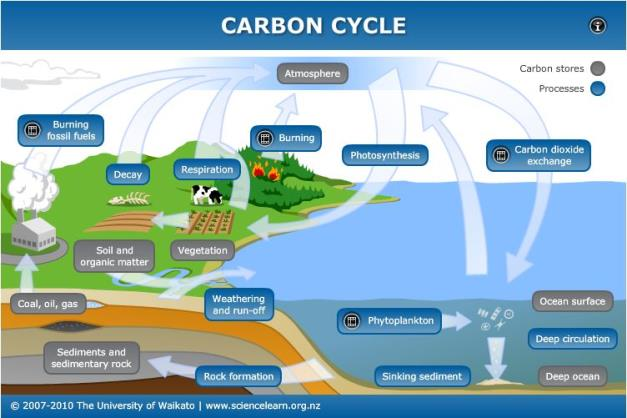 CARBON CYCLE
Atmosphere
Carbon stores
Processes
Burning
fossil fuels
Burning
Photosynthesis
Carbon dioxide
exchange
Decay
Respiration
Soil and
organic matter
Vegetation
Coal, oil, gas
Weathering
and run-off
Ocean surface
Phytoplankton
Deep circulation
Sediments and
sedimentary rock
Rock formation
Sinking sediment
Deep ocean
© 2007-2010 The University of Waikato | www.sciencelearn.org.nz